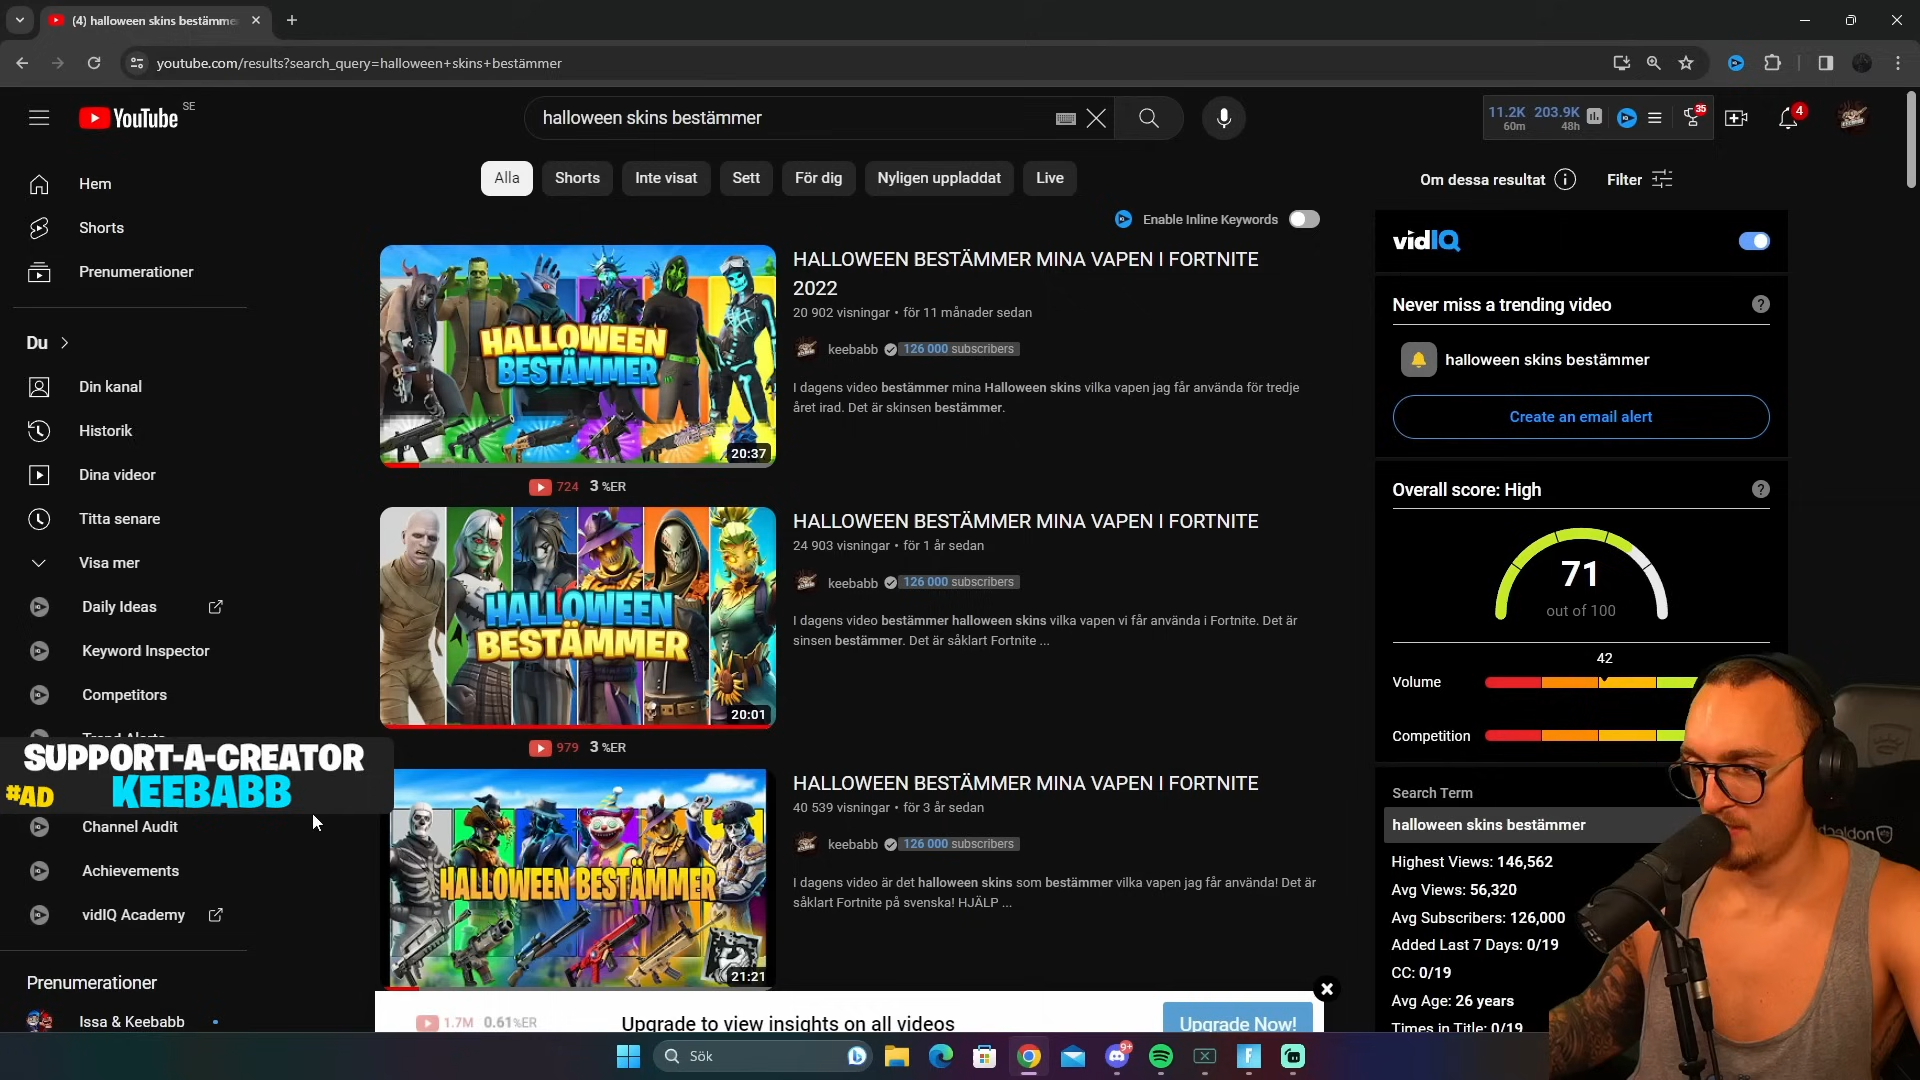 (4) halloween skins bestämme
youtube.com/results?search_query=halloween+skins+bestämmer
YouTube SE
halloween skins bestämmer
11.2K 203.9K
60m 48h
35
4
Alla Shorts Inte visat Sett För dig Nyligen uppladdat Live
Om dessa resultat Filter
Enable Inline Keywords
Hem
Shorts
Prenumerationer
Du
Din kanal
Historik
Dina videor
Titta senare
Visa mer
Daily Ideas
Keyword Inspector
Competitors
SUPPORT-A-CREATOR
#AD KEEBABB
Channel Audit
Achievements
vidIQ Academy
Prenumerationer
Issa & Keebabb
HALLOWEEN
BESTÄMMER
20:37
724 3 %ER
HALLOWEEN BESTÄMMER MINA VAPEN I FORTNITE
2022
20 902 visningar • för 11 månader sedan
keebabb 126 000 subscribers
I dagens video bestämmer mina Halloween skins vilka vapen jag får använda för tredje
året irad. Det är skinsen bestämmer.
HALLOWEEN
BESTÄMMER
20:01
979 3 %ER
HALLOWEEN BESTÄMMER MINA VAPEN I FORTNITE
24 903 visningar • för 1 år sedan
keebabb 126 000 subscribers
I dagens video bestämmer halloween skins vilka vapen vi får använda i Fortnite. Det är
sinsen bestämmer. Det är såklart Fortnite ...
HALLOWEEN BESTÄMMER
21:21
HALLOWEEN BESTÄMMER MINA VAPEN I FORTNITE
40 539 visningar • för 3 år sedan
keebabb 126 000 subscribers
I dagens video är det halloween skins som bestämmer vilka vapen jag får använda! Det är
såklart Fortnite på svenska! HJÄLP ...
1.7M 0.61%ER
Upgrade to view insights on all videos
Upgrade Now!
vidIQ
Never miss a trending video
halloween skins bestämmer
Create an email alert
Overall score: High
71
out of 100
42
Volume
Competition
Search Term
halloween skins bestämmer
Highest Views: 146,562
Avg Views: 56,320
Avg Subscribers: 126,000
Added Last 7 Days: 0/19
CC: 0/19
Avg Age: 26 years
Times in Title: 0/19
Sök
9+